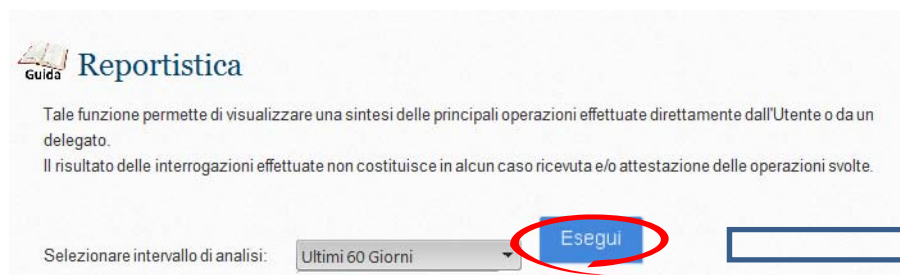 Guida Reportistica
Tale funzione permette di visualizzare una sintesi delle principali operazioni effettuate direttamente dall'Utente o da un
delegato.
Il risultato delle interrogazioni effettuate non costituisce in alcun caso ricevuta e/o attestazione delle operazioni svolte.
Selezionare intervallo di analisi: Ultimi 60 Giorni Esegui